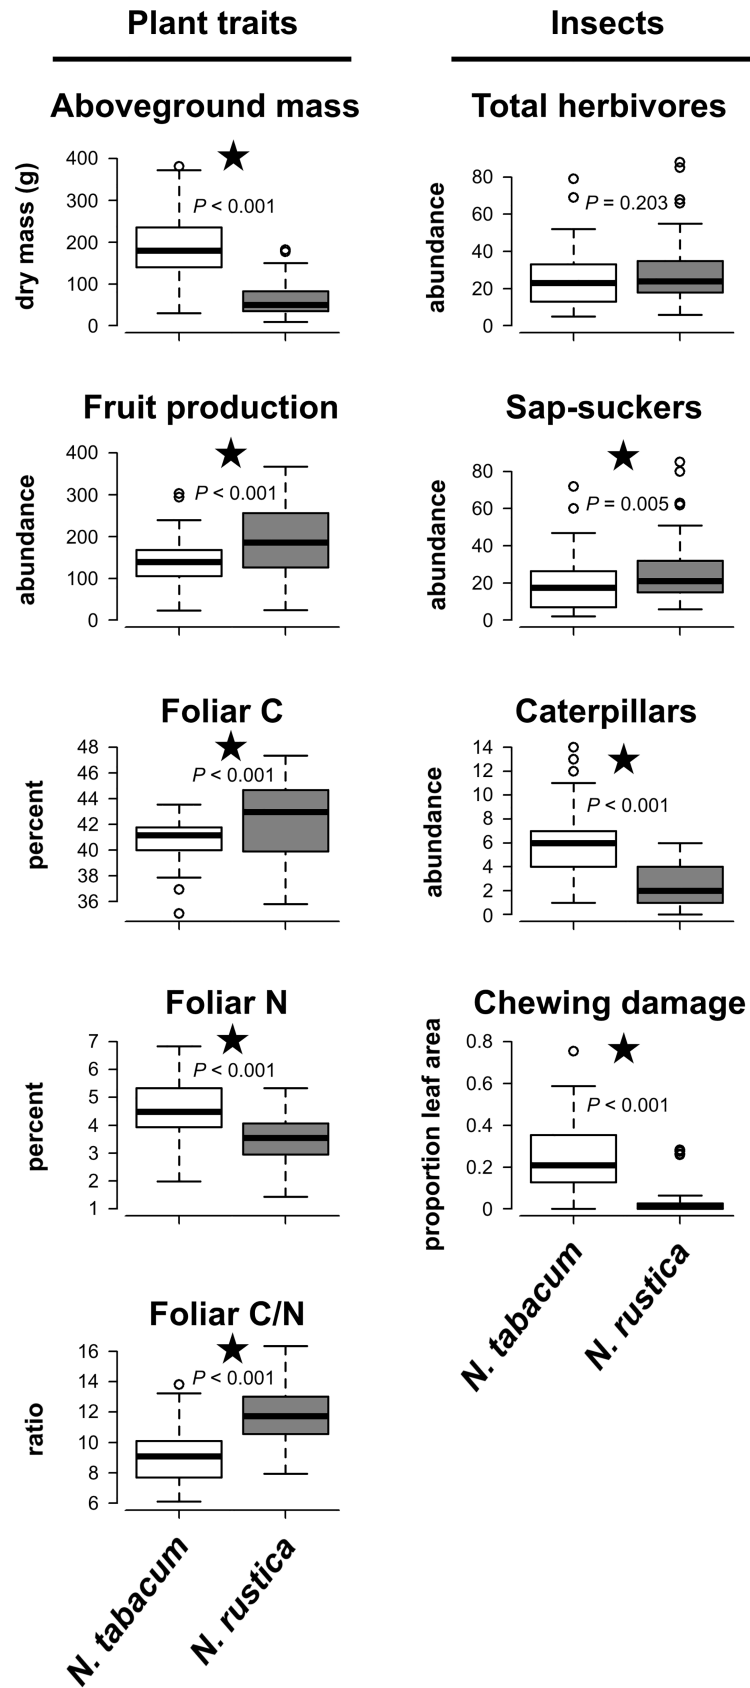 Plant traits
Aboveground mass
dry mass (g)
400
300
200
100
0
P < 0.001
Fruit production
abundance
400
300
200
100
0
P < 0.001
Foliar C
percent
48
46
44
42
40
38
36
P < 0.001
Foliar N
percent
7
6
5
4
3
2
1
P < 0.001
Foliar C/N
ratio
16
14
12
10
8
6
P < 0.001
N. tabacum
N. rustica
Insects
Total herbivores
abundance
80
60
40
20
0
P = 0.203
Sap-suckers
abundance
80
60
40
20
0
P = 0.005
Caterpillars
abundance
14
12
10
8
6
4
2
0
P < 0.001
Chewing damage
proportion leaf area
0.8
0.6
0.4
0.2
0
P < 0.001
N. tabacum
N. rustica